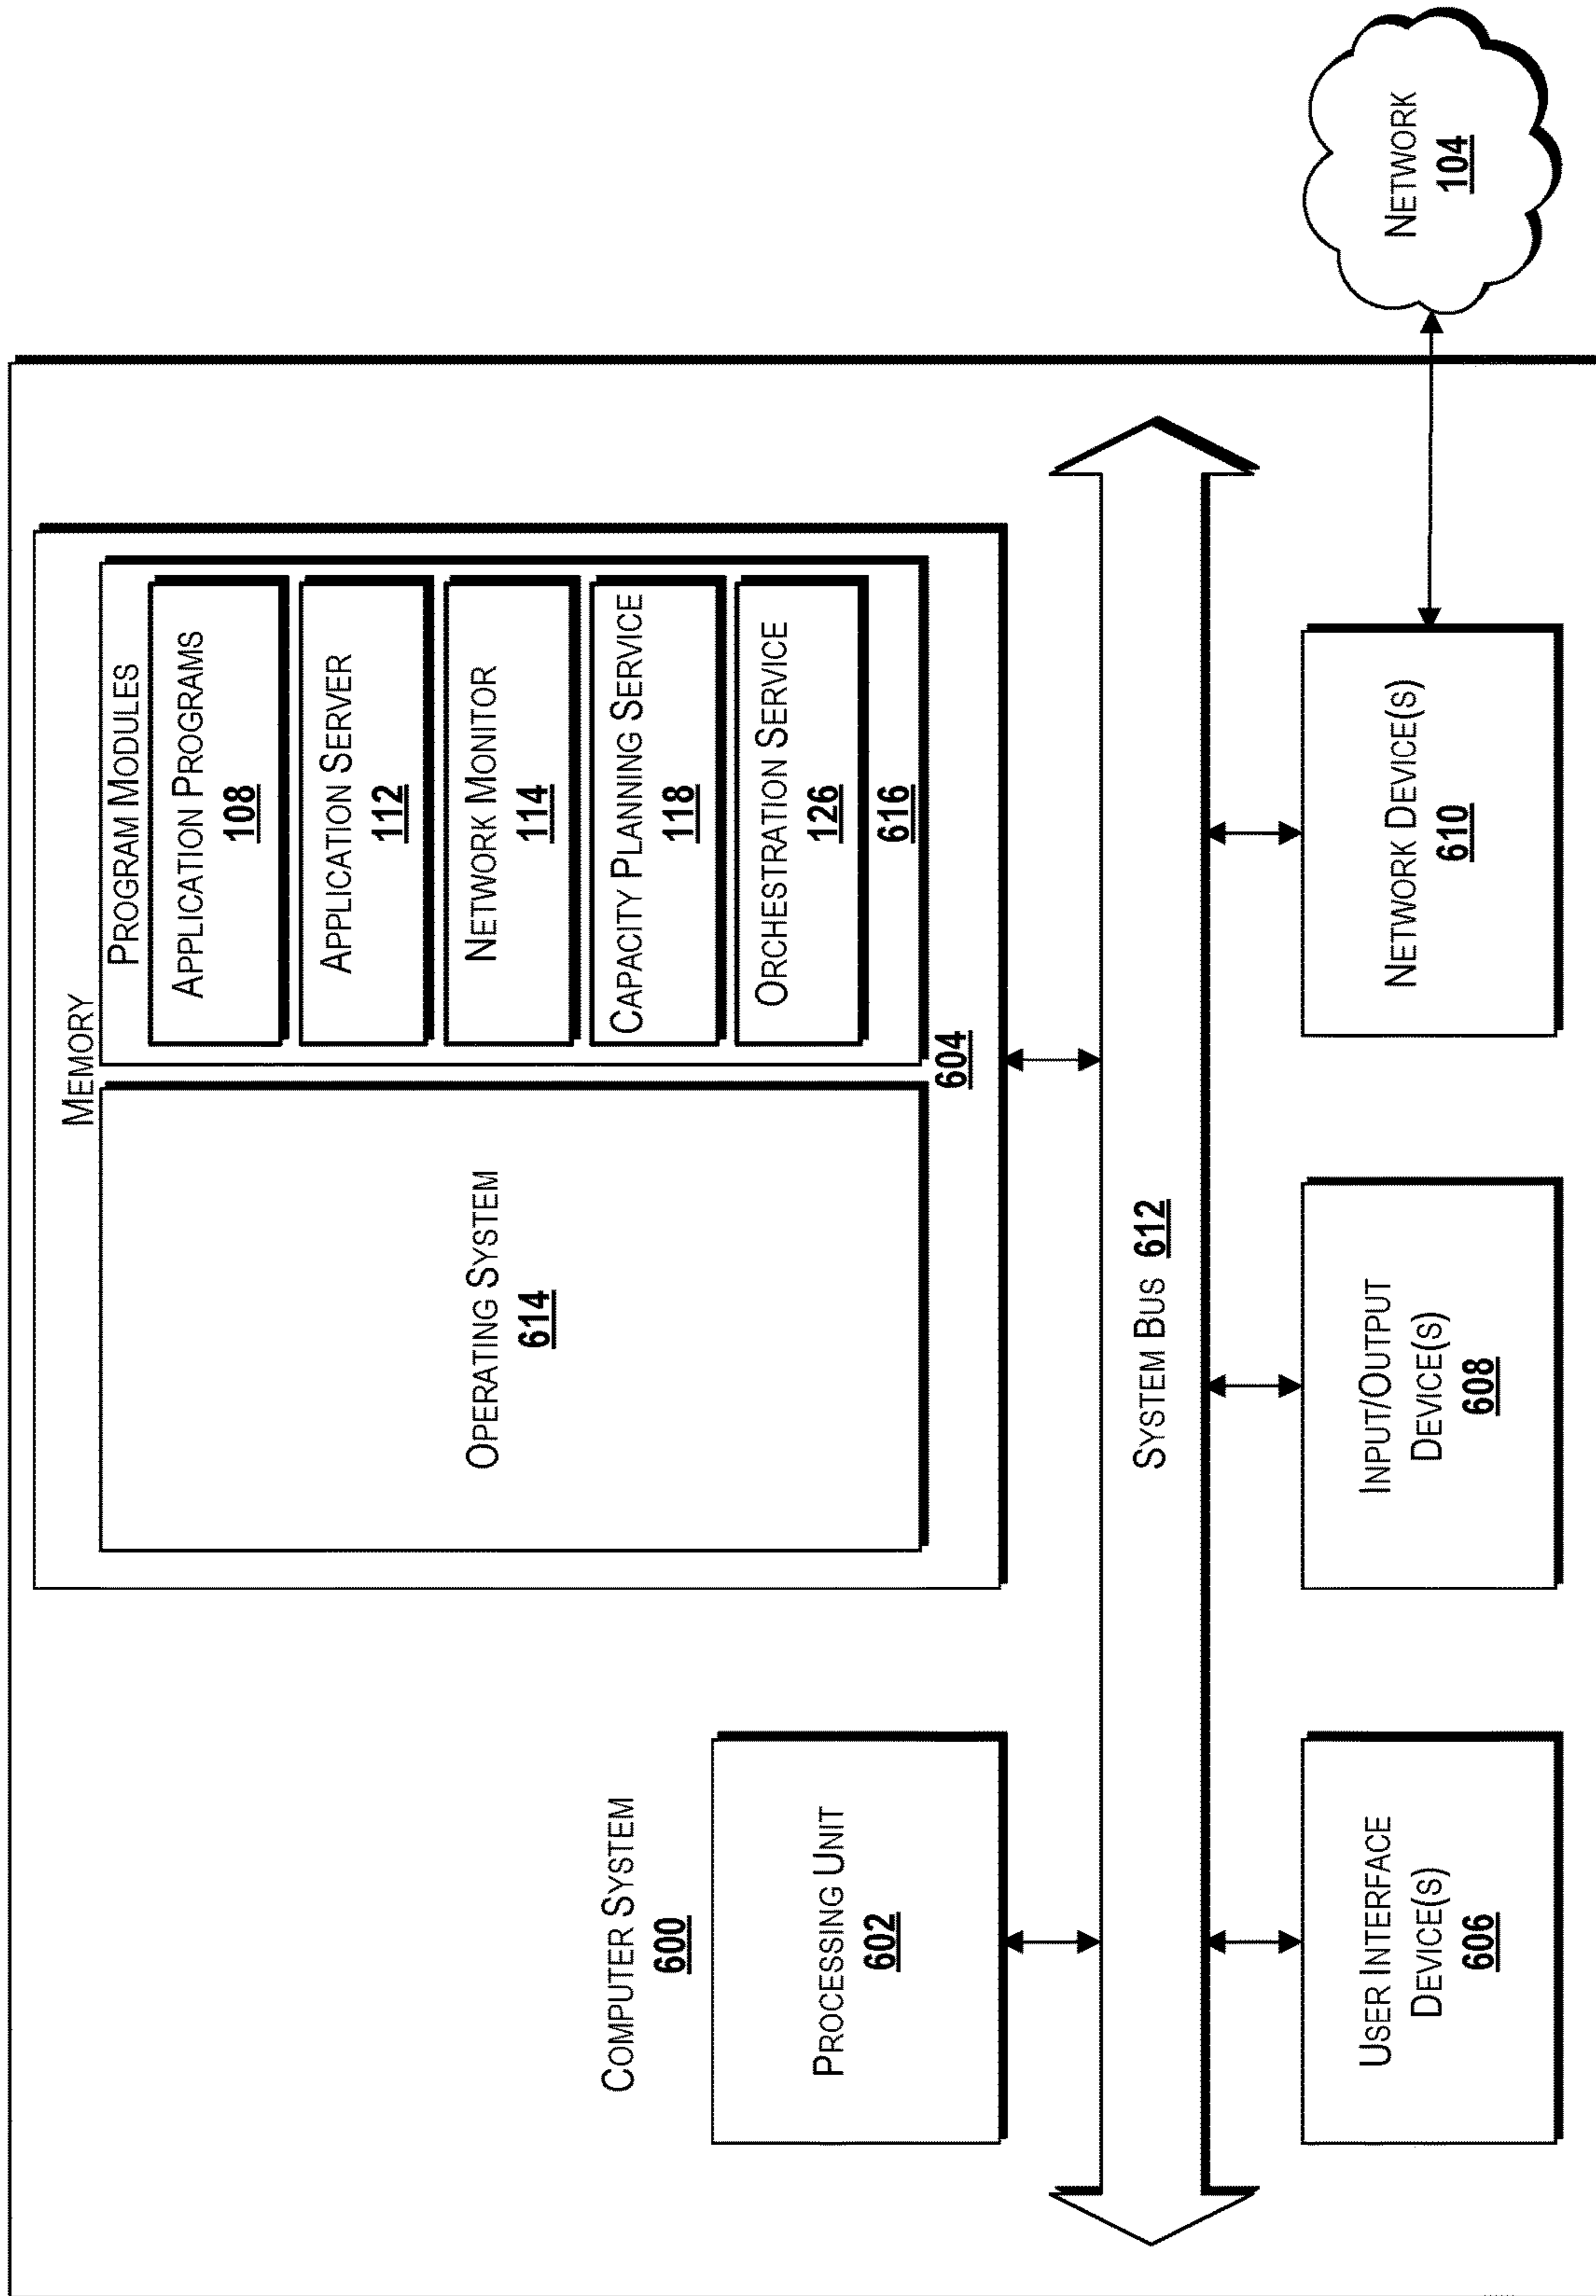 COMPUTER SYSTEM
600
PROCESSING UNIT
602
MEMORY
OPERATING SYSTEM
614
PROGRAM MODULES
APPLICATION PROGRAMS
108
APPLICATION SERVER
112
NETWORK MONITOR
114
CAPACITY PLANNING SERVICE
118
ORCHESTRATION SERVICE
126
616
604
SYSTEM BUS 612
USER INTERFACE
DEVICE(S)
606
INPUT/OUTPUT
DEVICE(S)
608
NETWORK DEVICE(S)
610
NETWORK
104